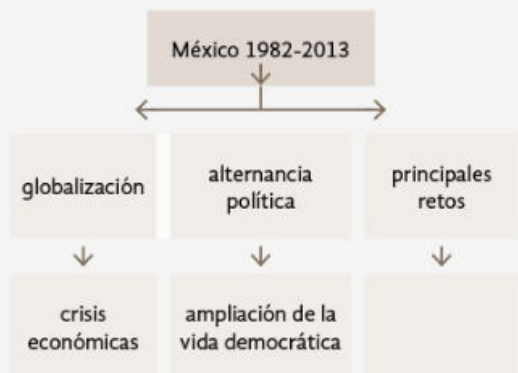 México 1982-2013
globalización
alternancia
política
principales
retos
crisis
económicas
ampliación de la
vida democrática